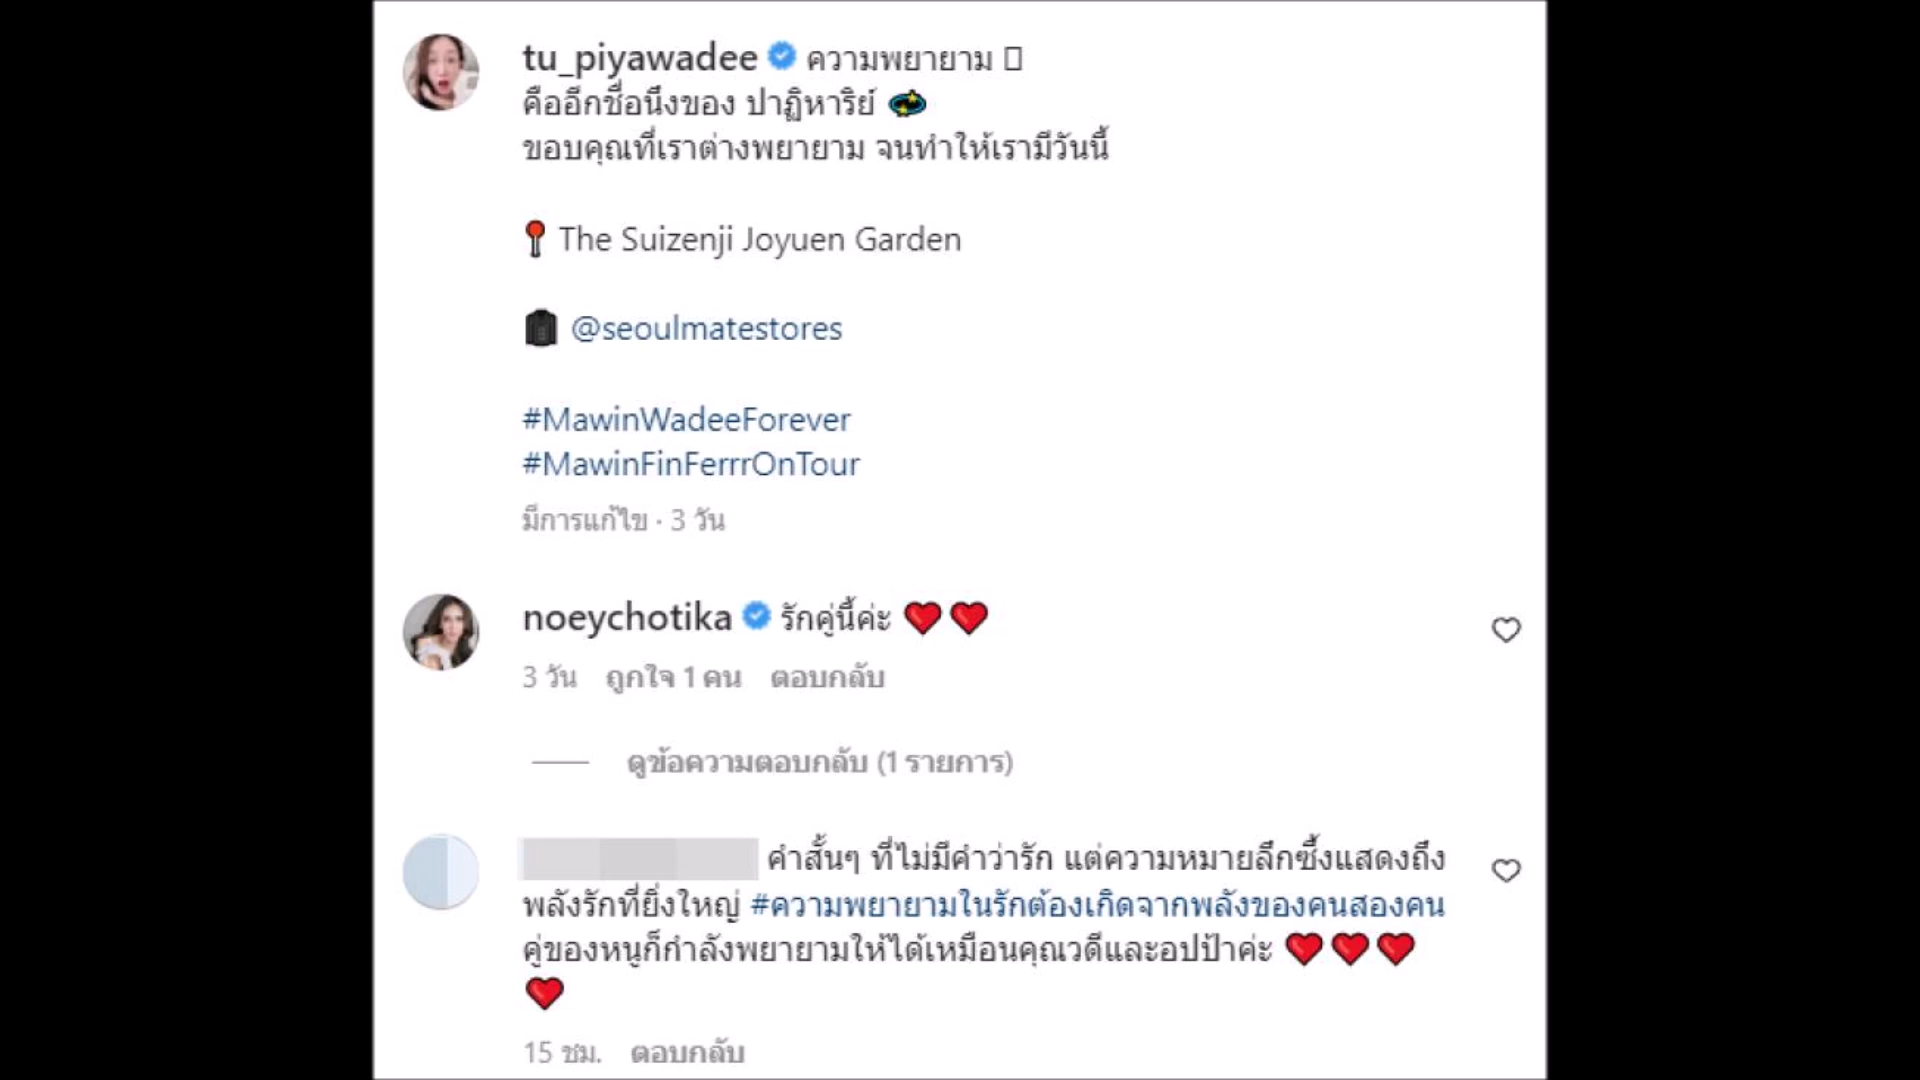 tu_piyawadee ความพยายาม
คืออีกชื่อนึงของ ปาฏิหาริย์ 💫
ขอบคุณที่เราต่างพยายาม จนทำให้เรามีวันนี้
📍 The Suizenji Joyuen Garden
🧥 @seoulmatestores
#MawinWadeeForever
#MawinFinFerrrOnTour
มีการแก้ไข · 3 วัน
noeychotika รักคู่นี้ค่ะ ❤️❤️
3 วัน ถูกใจ 1 คน ตอบกลับ
ดูข้อความตอบกลับ (1 รายการ)
คำสั้นๆ ที่ไม่มีคำว่ารัก แต่ความหมายลึกซึ้งแสดงถึง
พลังรักที่ยิ่งใหญ่ #ความพยายามในรักต้องเกิดจากพลังของคนสองคน
คู่ของหนูก็กำลังพยายามให้ได้เหมือนคุณวดีและอปป้าค่ะ ❤️❤️❤️
❤️
15 ชม. ตอบกลับ